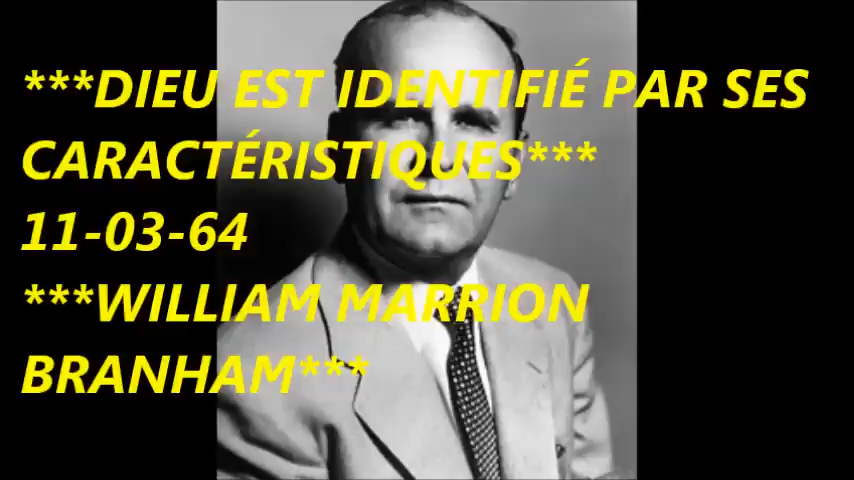 ***DIEU EST IDENTIFIÉ PAR SES
CARACTÉRISTIQUES***
11-03-64
***WILLIAM MARRION
BRANHAM***